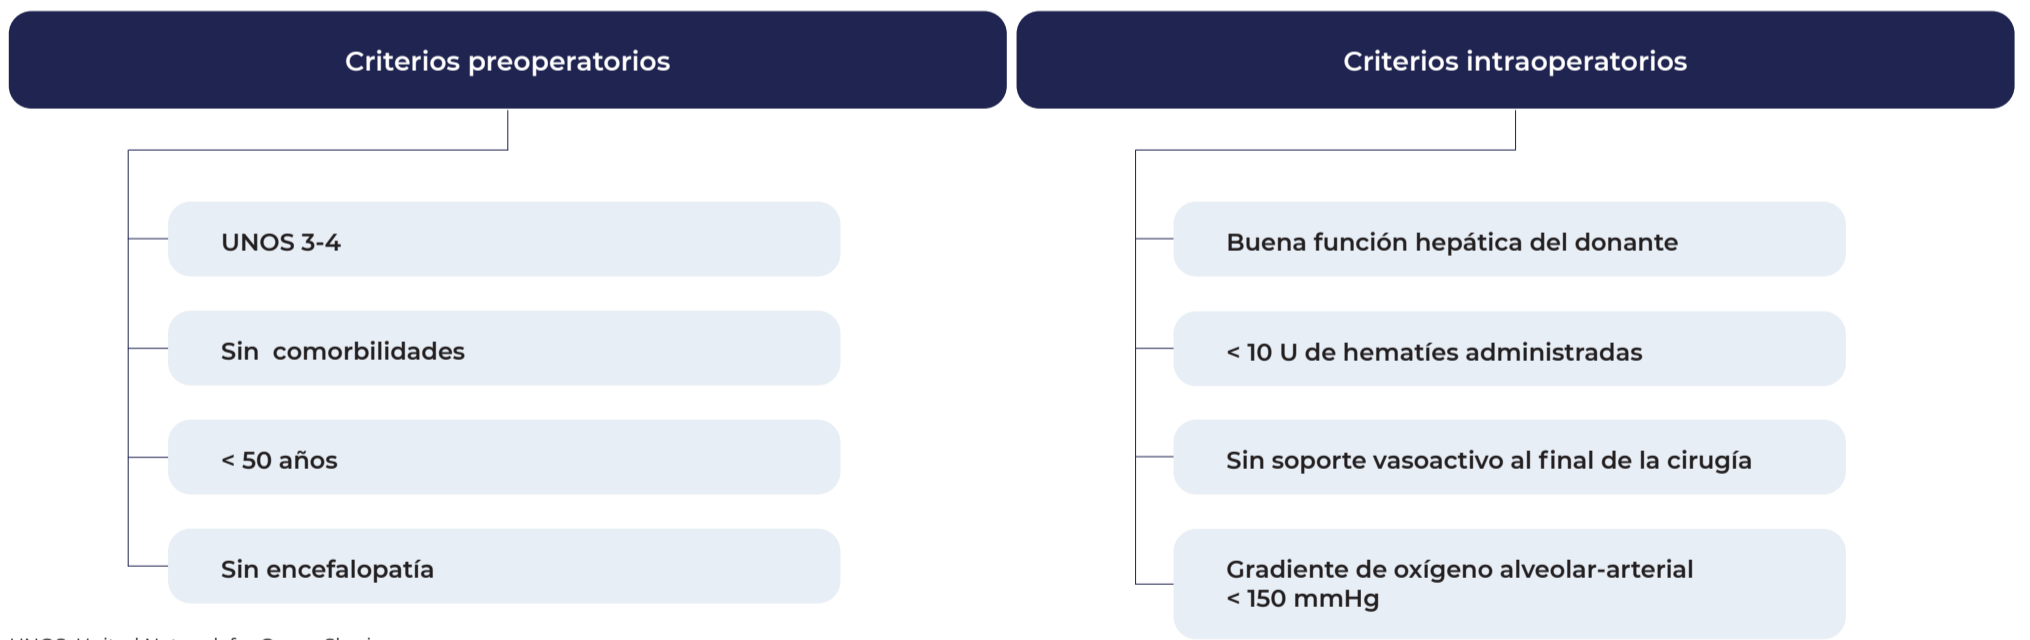 Criterios preoperatorios
UNOS 3-4
Sin comorbilidades
< 50 años
Sin encefalopatía
Criterios intraoperatorios
Buena función hepática del donante
< 10 U de hematíes administradas
Sin soporte vasoactivo al final de la cirugía
Gradiente de oxígeno alveolar-arterial
< 150 mmHg